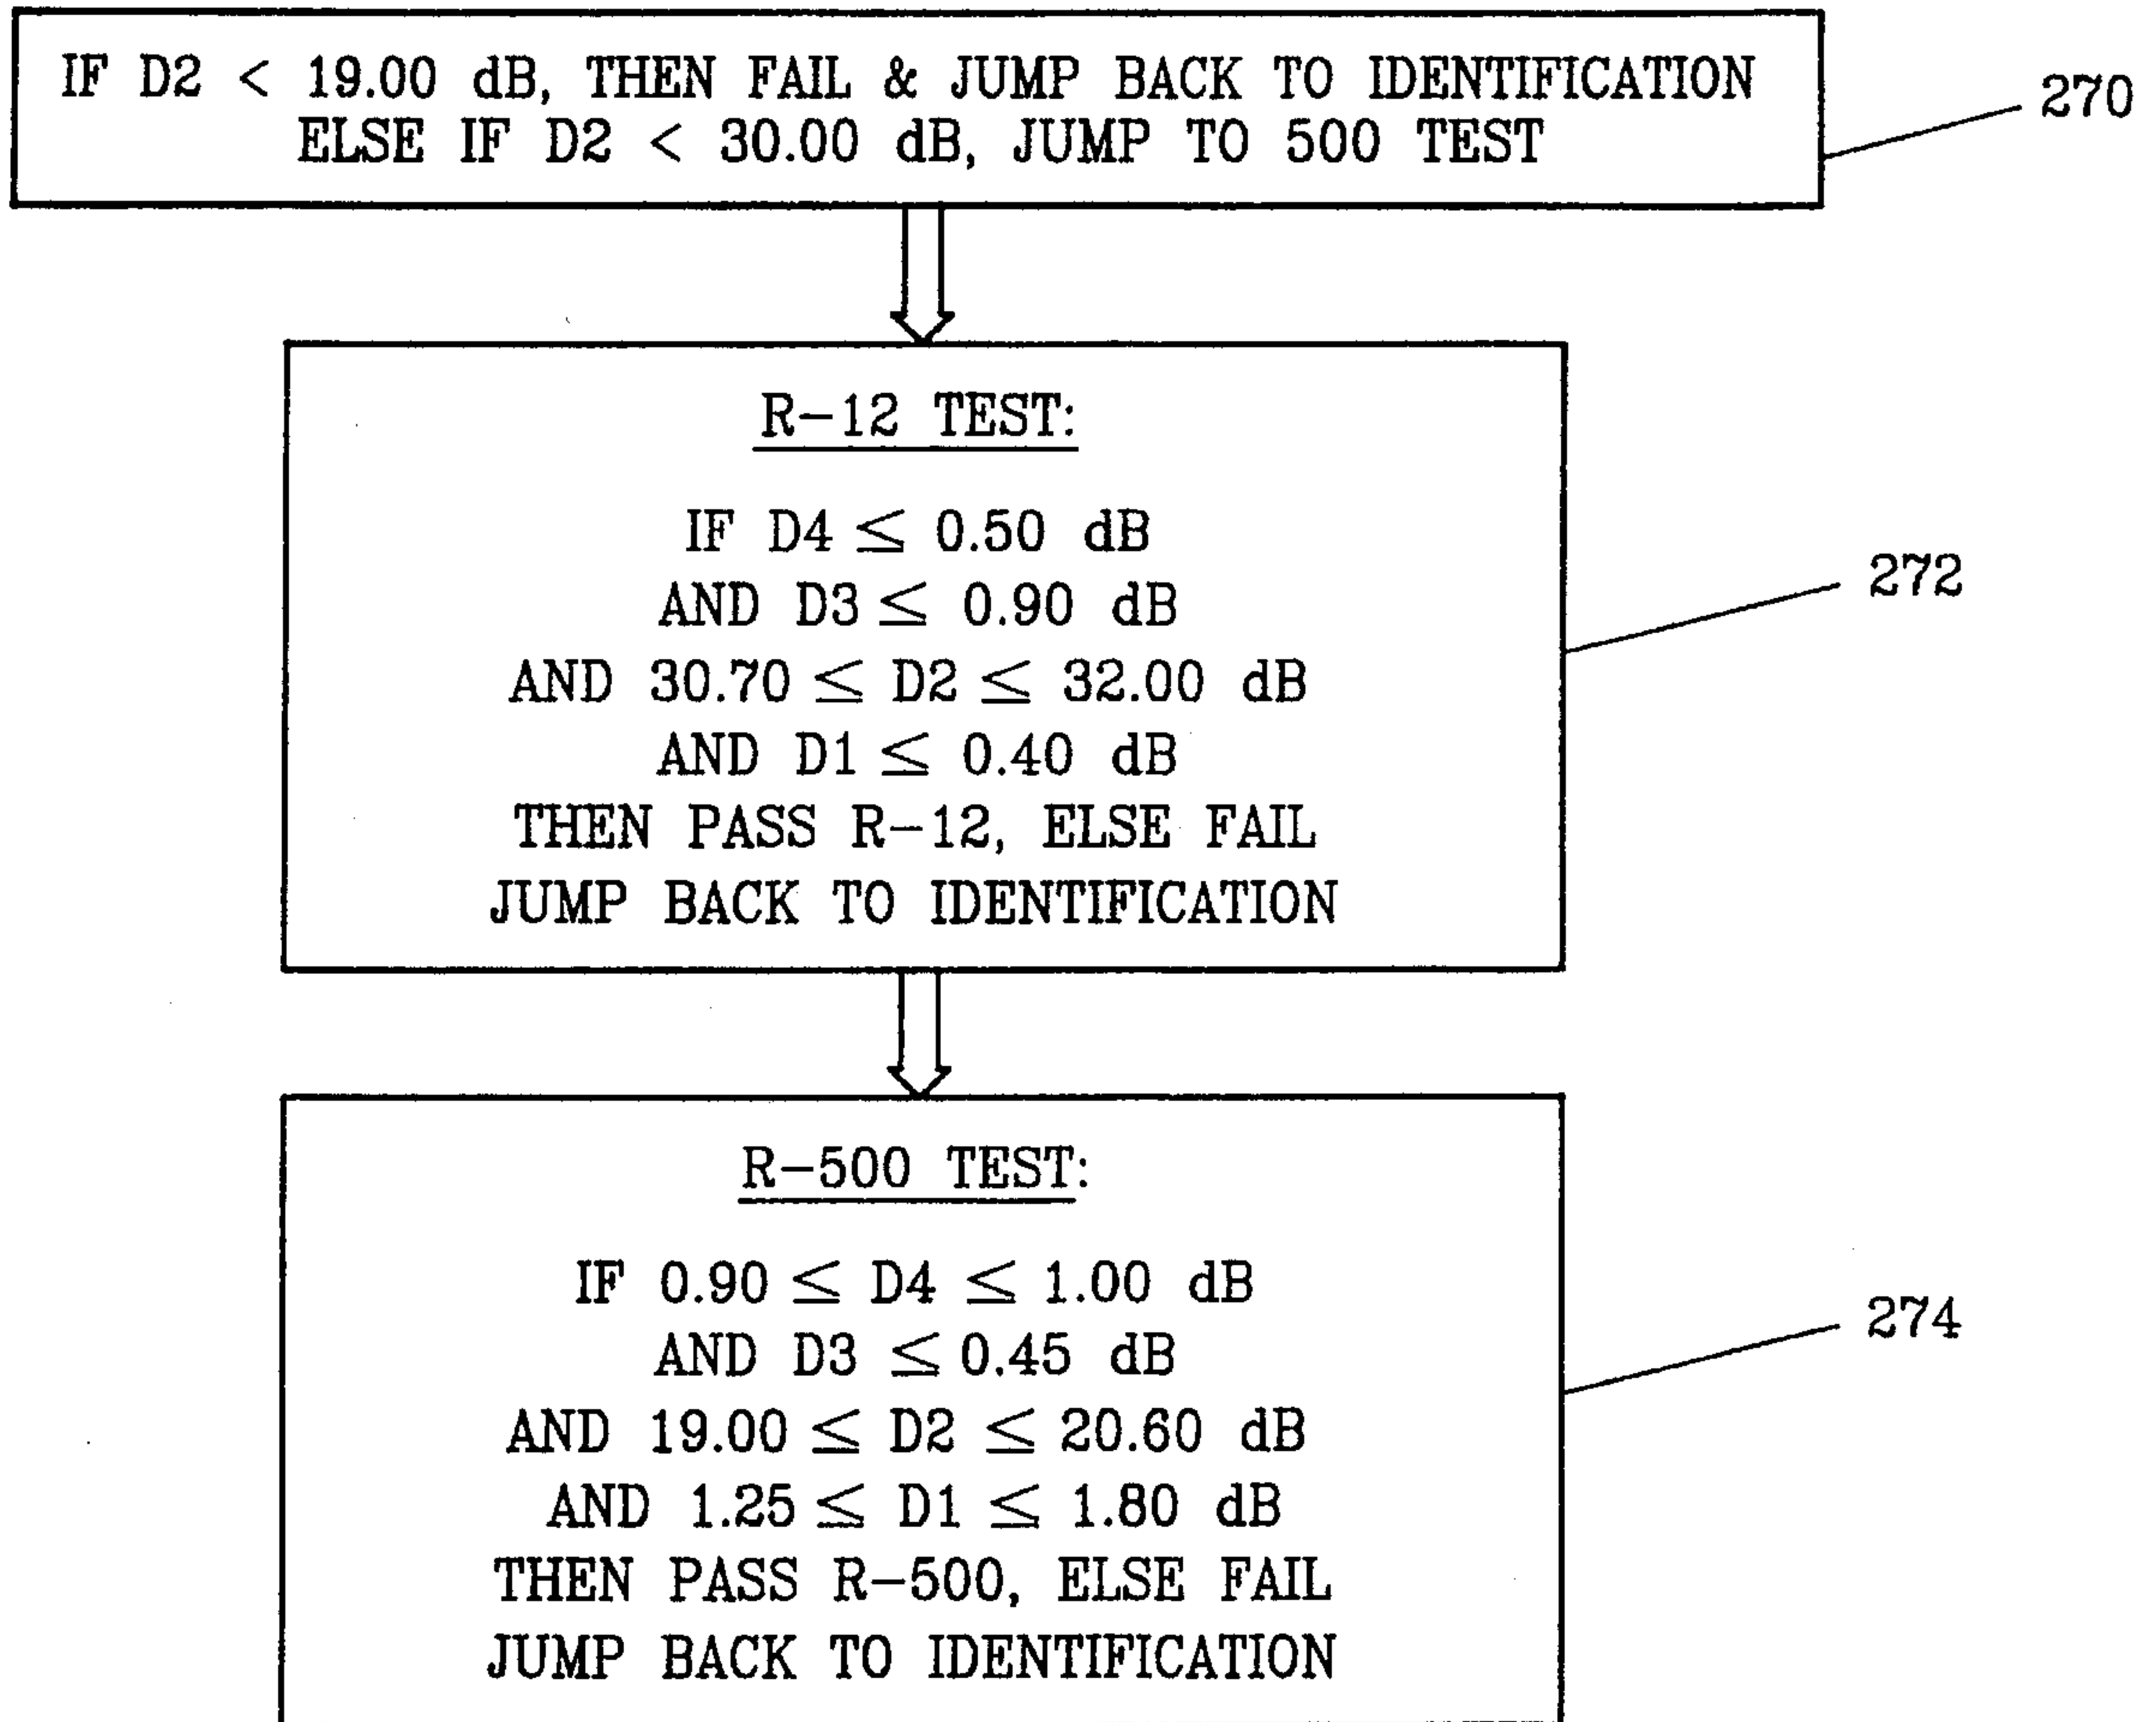 IF D2 < 19.00 dB, THEN FAIL & JUMP BACK TO IDENTIFICATION
ELSE IF D2 < 30.00 dB, JUMP TO 500 TEST
270
R-12 TEST:
IF D4 ≤ 0.50 dB
AND D3 ≤ 0.90 dB
AND 30.70 ≤ D2 ≤ 32.00 dB
AND D1 ≤ 0.40 dB
THEN PASS R-12, ELSE FAIL
JUMP BACK TO IDENTIFICATION
272
R-500 TEST:
IF 0.90 ≤ D4 ≤ 1.00 dB
AND D3 ≤ 0.45 dB
AND 19.00 ≤ D2 ≤ 20.60 dB
AND 1.25 ≤ D1 ≤ 1.80 dB
THEN PASS R-500, ELSE FAIL
JUMP BACK TO IDENTIFICATION
274